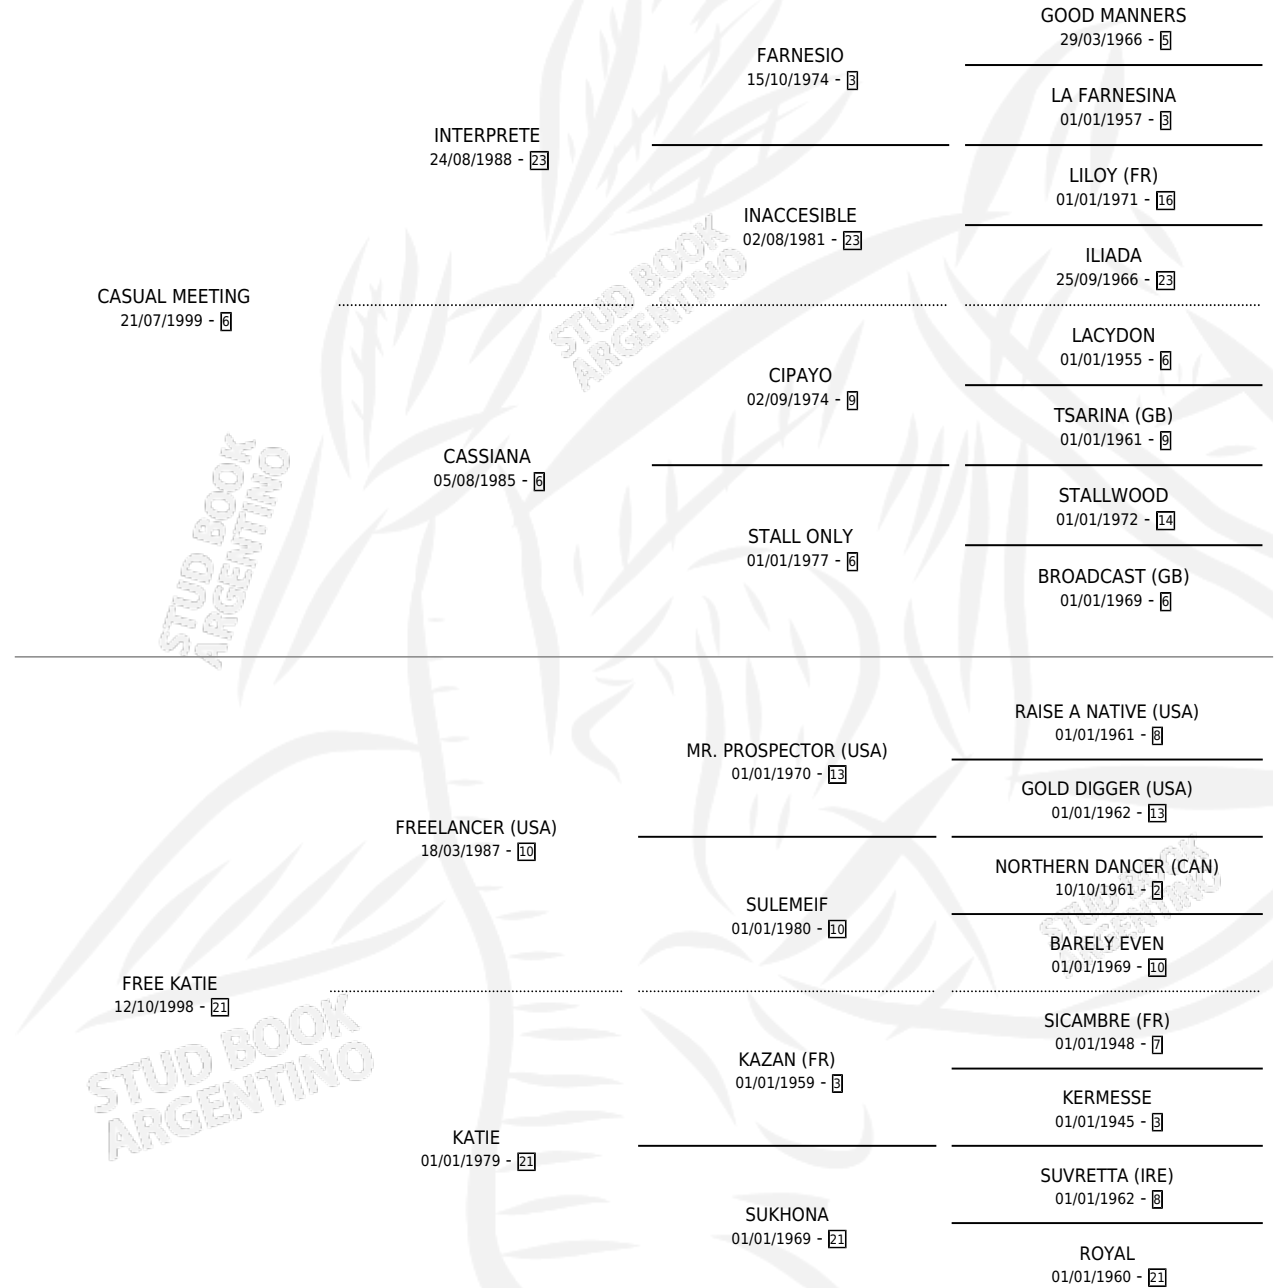 GOOD MANNERS
29/03/1966 - 5
FARNESIO
15/10/1974 - 3
LA FARNESINA
01/01/1957 - 3
INTERPRETE
24/08/1988 - 23
LILOY (FR)
01/01/1971 - 16
INACCESIBLE
02/08/1981 - 23
ILIADA
25/09/1966 - 23
CASUAL MEETING
21/07/1999 - 6
LACYDON
01/01/1955 - 6
CIPAYO
02/09/1974 - 9
TSARINA (GB)
01/01/1961 - 9
CASSIANA
05/08/1985 - 6
STALLWOOD
01/01/1972 - 14
STALL ONLY
01/01/1977 - 6
BROADCAST (GB)
01/01/1969 - 6
STUD BOOK
ARGENTINO
STUD BOOK
ARGENTINO
RAISE A NATIVE (USA)
01/01/1961 - 8
MR. PROSPECTOR (USA)
01/01/1970 - 13
GOLD DIGGER (USA)
01/01/1962 - 13
FREELANCER (USA)
18/03/1987 - 10
NORTHERN DANCER (CAN)
10/10/1961 - 2
SULEMEIF
01/01/1980 - 10
BARELY EVEN
01/01/1969 - 10
STUD BOOK
ARGENTINO
FREE KATIE
12/10/1998 - 21
SICAMBRE (FR)
01/01/1948 - 7
KAZAN (FR)
01/01/1959 - 3
KERMESSE
01/01/1945 - 3
KATIE
01/01/1979 - 21
SUVRETTA (IRE)
01/01/1962 - 8
SUKHONA
01/01/1969 - 21
ROYAL
01/01/1960 - 21
STUD BOOK
ARGENTINO